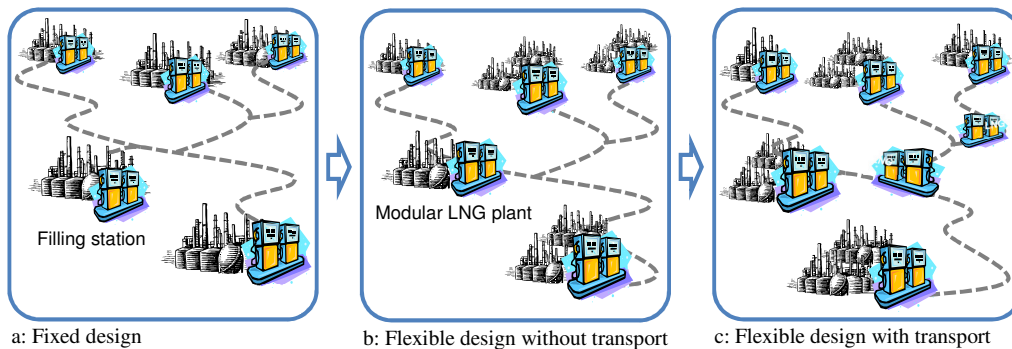 Filling station
Modular LNG plant
a: Fixed design
b: Flexible design without transport
c: Flexible design with transport